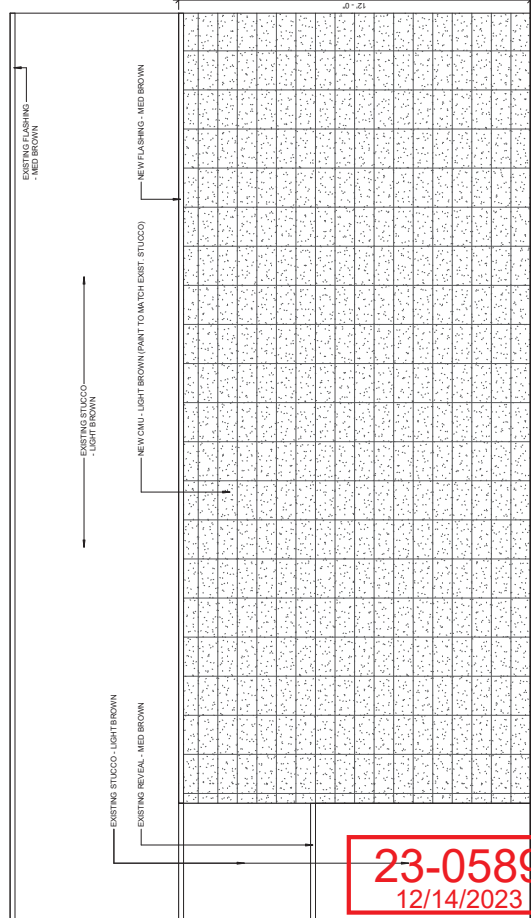 12' - 0"
EXISTING FLASHING
- MED BROWN
NEW FLASHING - MED BROWN
EXISTING STUCCO
- LIGHT BROWN
NEW CMU - LIGHT BROWN (PAINT TO MATCH EXIST. STUCCO)
EXISTING STUCCO - LIGHT BROWN
EXISTING REVEAL - MED BROWN
23-0589
12/14/2023